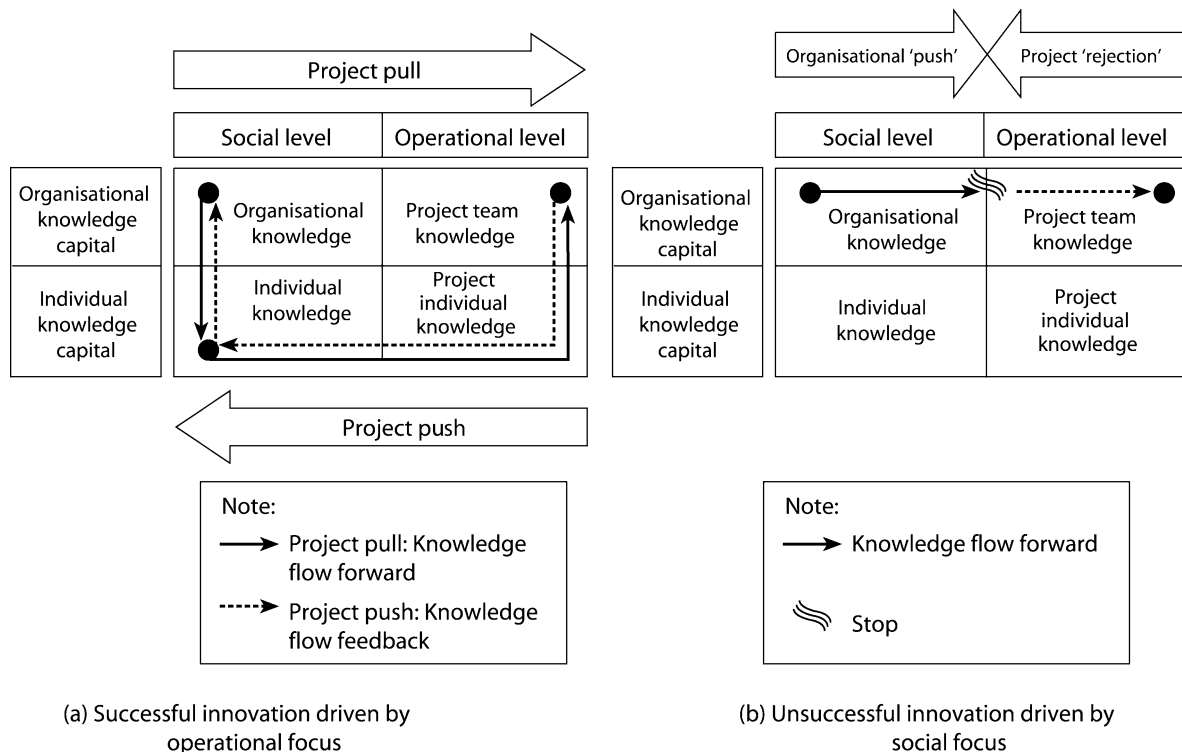 Project pull
Social level
Operational level
Organisational
knowledge
capital
Individual
knowledge
capital
Organisational
knowledge
Project team
knowledge
Individual
knowledge
Project
individual
knowledge
Project push
Note:
Project pull: Knowledge
flow forward
Project push: Knowledge
flow feedback
(a) Successful innovation driven by
operational focus
Organisational ‘push’
Project ‘rejection’
Social level
Operational level
Organisational
knowledge
capital
Individual
knowledge
capital
Organisational
knowledge
Project team
knowledge
Individual
knowledge
Project
individual
knowledge
Note:
Knowledge flow forward
Stop
(b) Unsuccessful innovation driven by
social focus